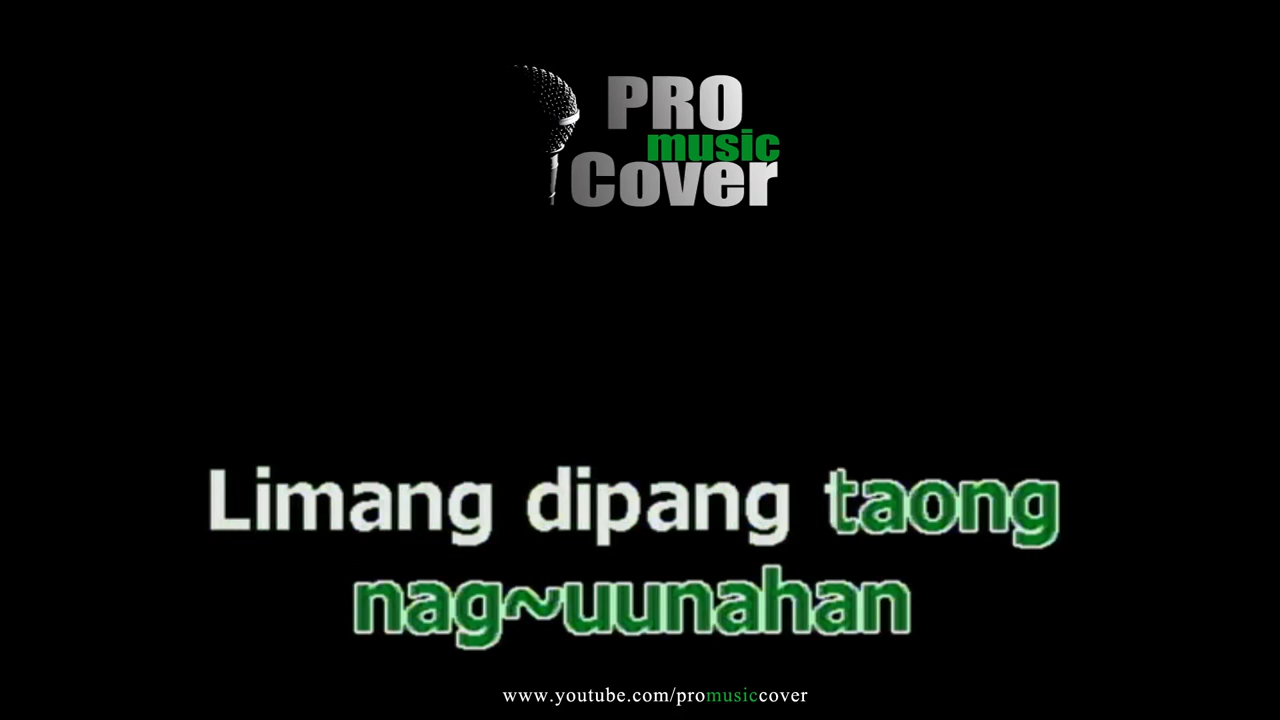 PRO
music
Cover
Limang dipang taong
nag~uunahan
www.youtube.com/promusiccover